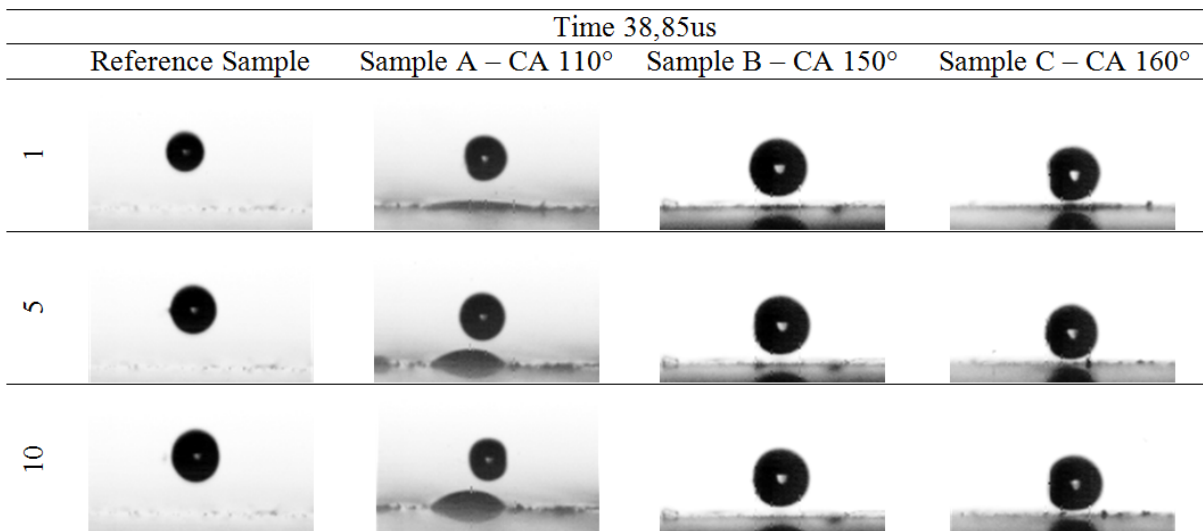 Time 38,85us
Reference Sample Sample A – CA 110° Sample B – CA 150° Sample C – CA 160°
1
5
10